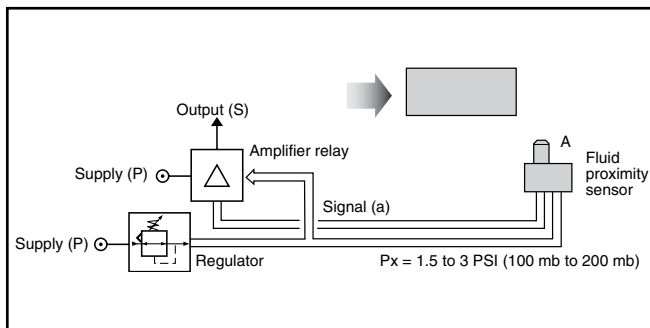 Output (S)
Amplifier relay
A
Supply (P)
Fluid
proximity
sensor
Signal (a)
Supply (P)
Regulator
Px = 1.5 to 3 PSI (100 mb to 200 mb)